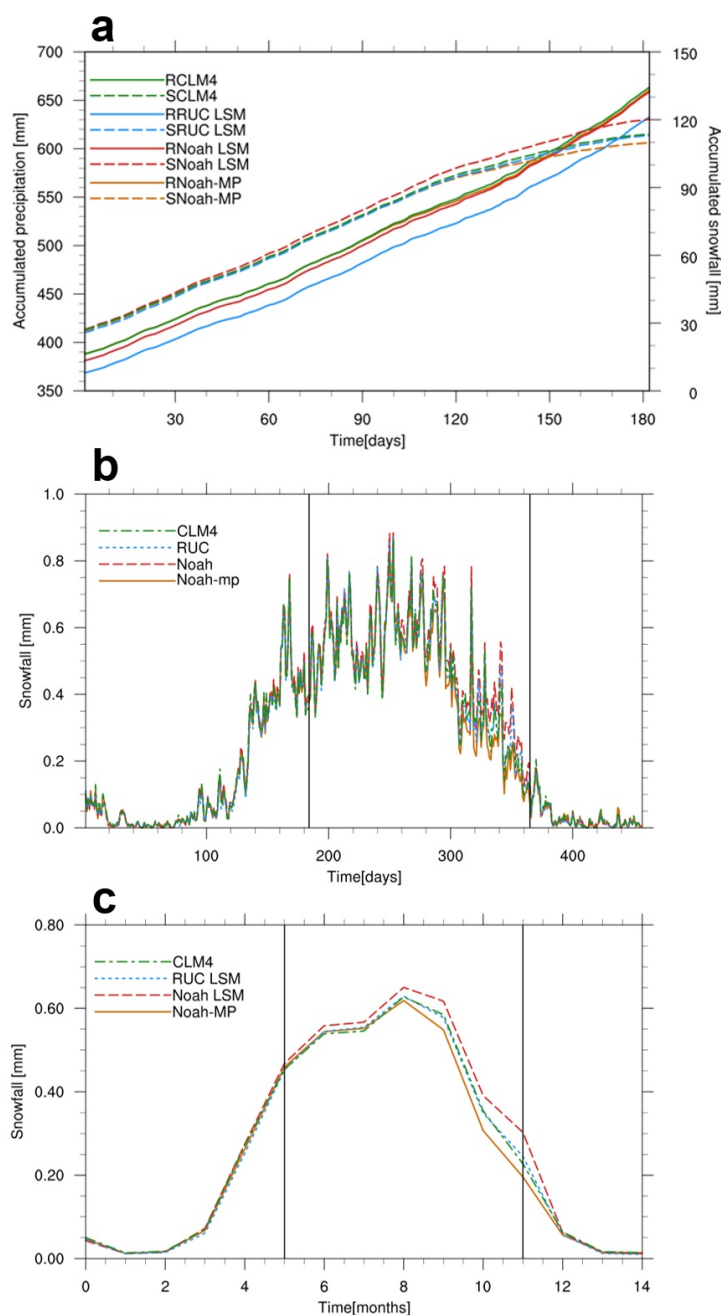 a
700
650
600
550
500
450
400
350
Accumulated precipitation [mm]
RCLM4
SCLM4
RRUC LSM
SRUC LSM
RNoah LSM
SNoah LSM
RNoah-MP
SNoah-MP
150
120
90
60
30
0
Accumulated snowfall [mm]
30 60 90 120 150 180
Time[days]
b
1.0
0.8
0.6
0.4
0.2
0.0
Snowfall [mm]
CLM4
RUC
Noah
Noah-mp
100 200 300 400
Time[days]
c
0.80
0.60
0.40
0.20
0.00
Snowfall [mm]
CLM4
RUC LSM
Noah LSM
Noah-MP
0 2 4 6 8 10 12 14
Time[months]